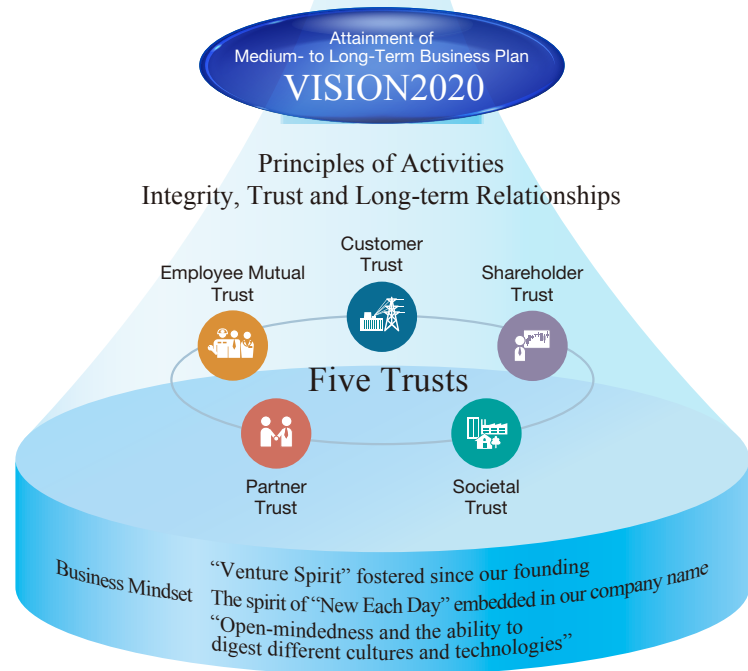 Attainment of
Medium- to Long-Term Business Plan
VISION2020
Principles of Activities
Integrity, Trust and Long-term Relationships
Customer
Trust
Employee Mutual
Trust
Shareholder
Trust
Five Trusts
Partner
Trust
Societal
Trust
Business Mindset
“Venture Spirit” fostered since our founding
The spirit of “New Each Day” embedded in our company name
“Open-mindedness and the ability to
digest different cultures and technologies”